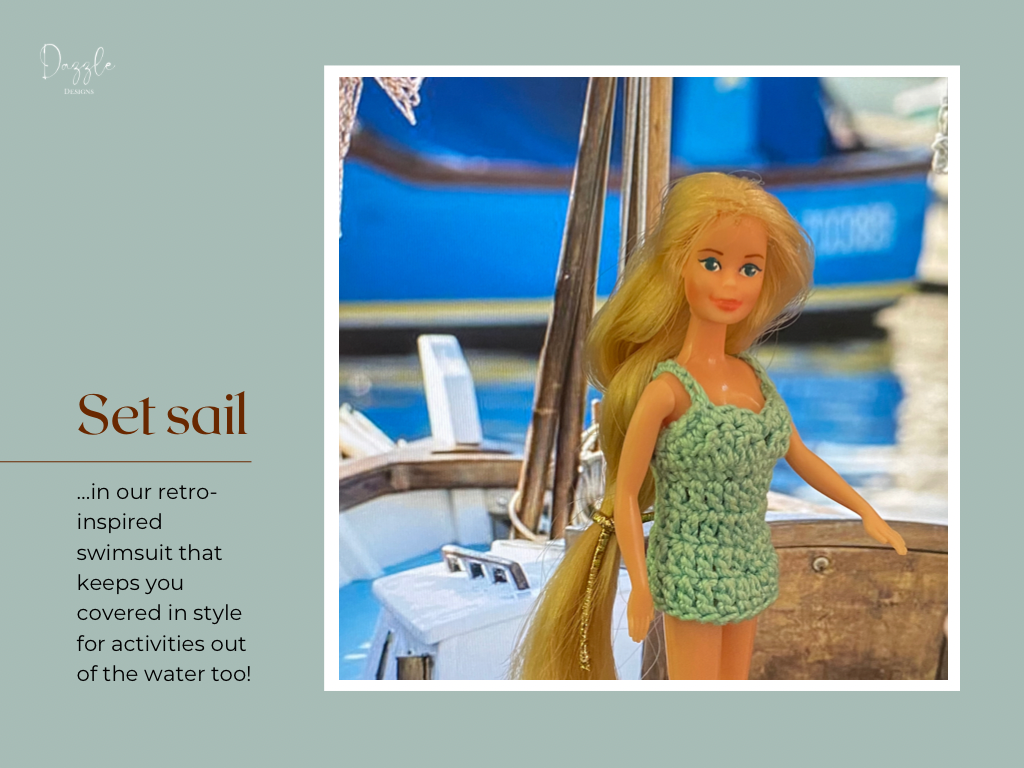 Dazzle
DESIGNS
Set sail
...in our retro-
inspired
swimsuit that
keeps you
covered in style
for activities out
of the water too!